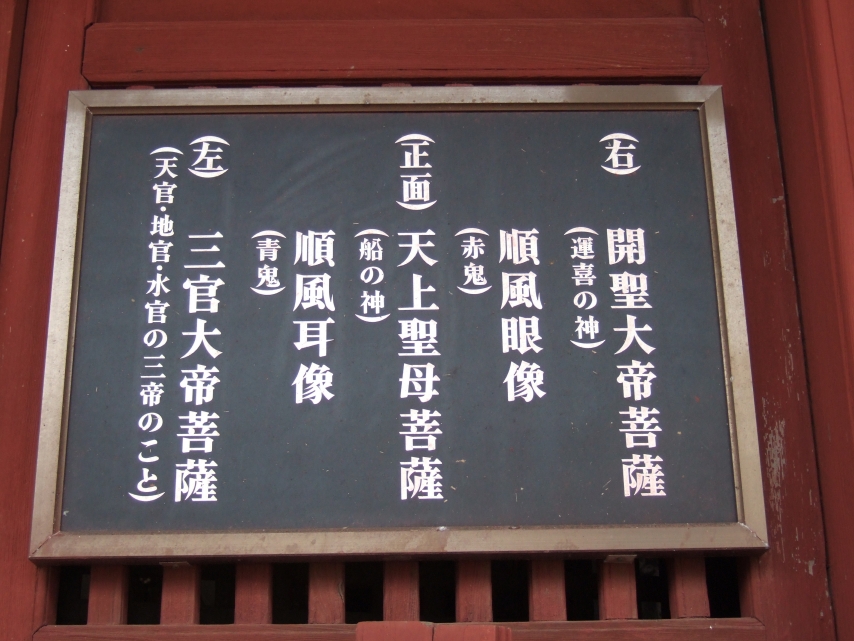 (右) 開聖大帝菩薩
(運喜の神)
順風眼像
(赤鬼)
(正面) 天上聖母菩薩
(船の神)
順風耳像
(青鬼)
(左) 三官大帝菩薩
(天官・地官・水官の三帝のこと)